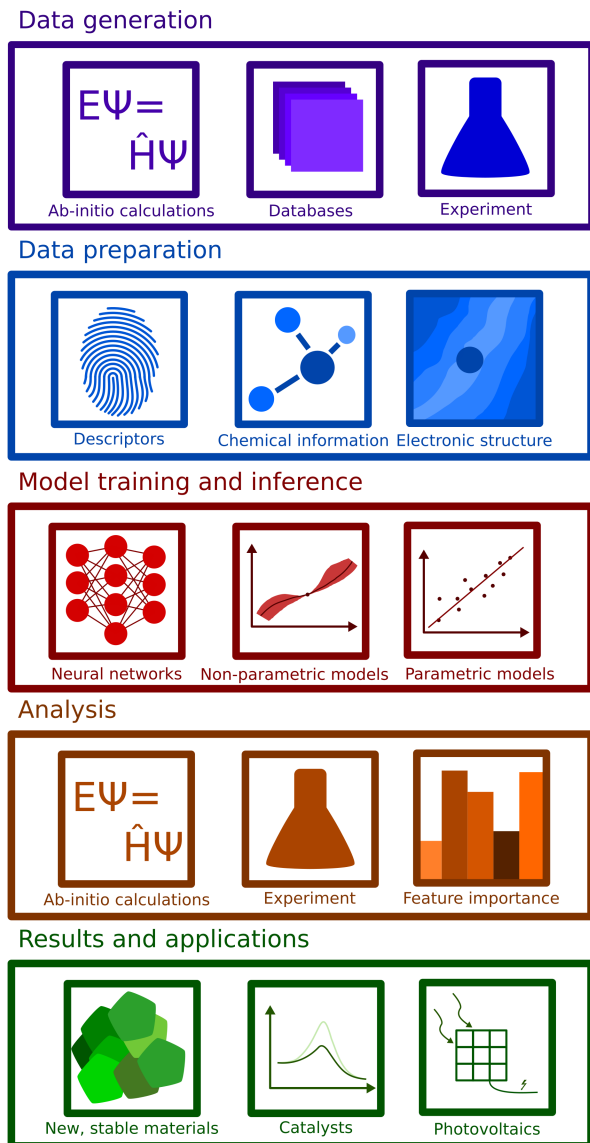 Data generation
EΨ=
ĤΨ
Ab-initio calculations
Databases
Experiment
Data preparation
Descriptors
Chemical information
Electronic structure
Model training and inference
Neural networks
Non-parametric models
Parametric models
Analysis
EΨ=
ĤΨ
Ab-initio calculations
Experiment
Feature importance
Results and applications
New, stable materials
Catalysts
Photovoltaics